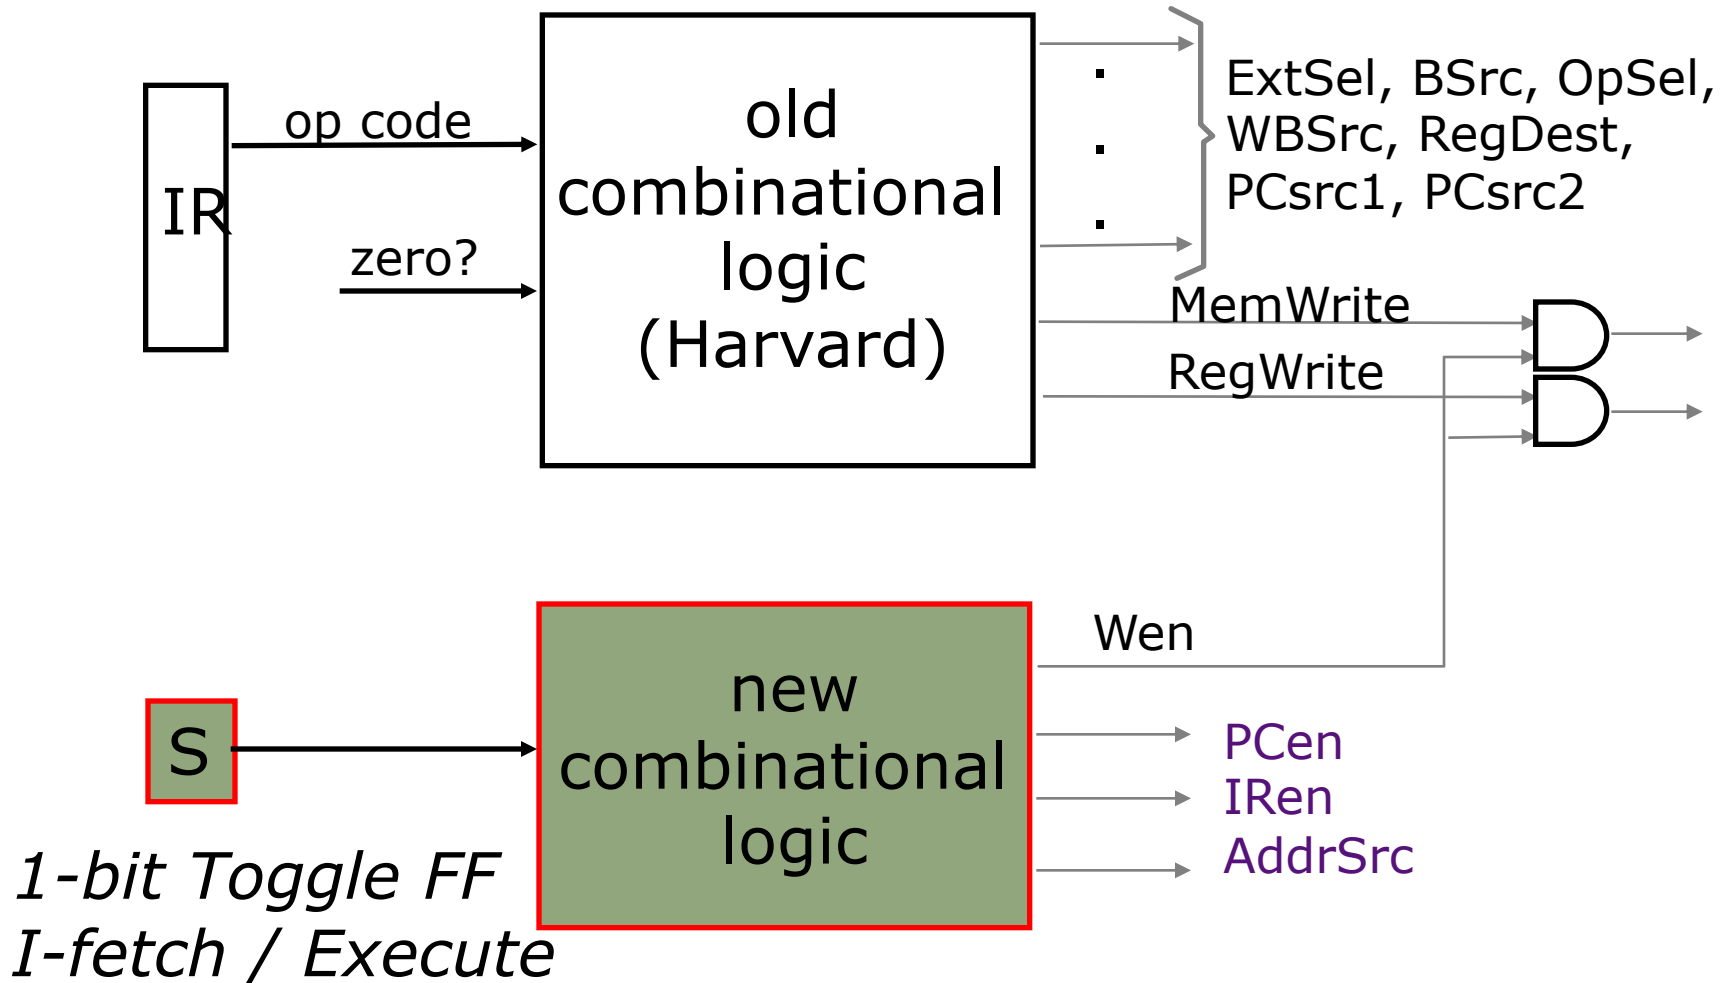 IR
op code
zero?
old
combinational
logic
(Harvard)
ExtSel, BSrc, OpSel,
WBSrc, RegDest,
PCsrc1, PCsrc2
MemWrite
RegWrite
S
1-bit Toggle FF
I-fetch / Execute
new
combinational
logic
Wen
PCen
IRen
AddrSrc